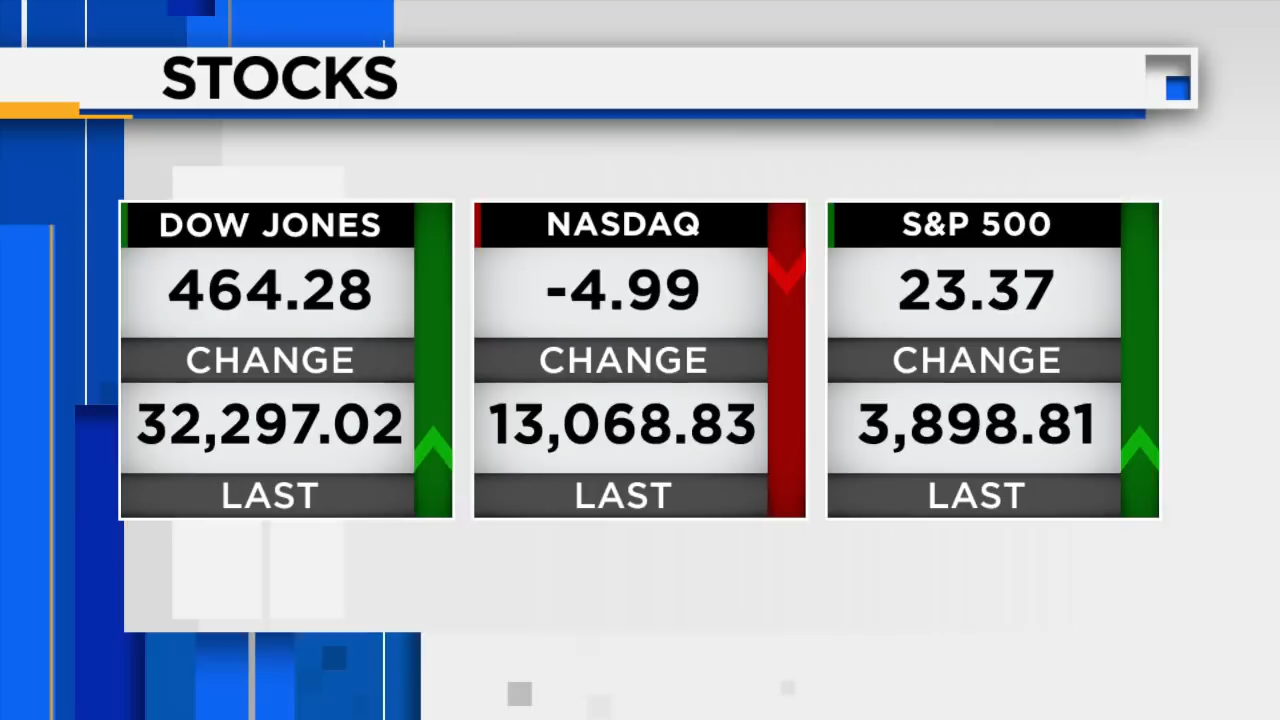 STOCKS
DOW JONES
464.28
CHANGE
32,297.02
LAST
NASDAQ
-4.99
CHANGE
13,068.83
LAST
S&P 500
23.37
CHANGE
3,898.81
LAST